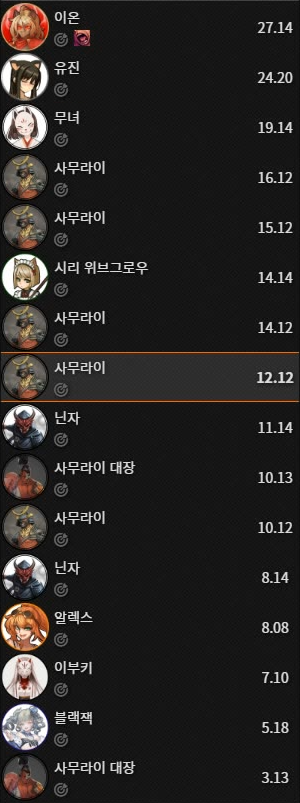 이온 27.14
유진 24.20
무녀 19.14
사무라이 16.12
사무라이 15.12
시리 위브그로우 14.14
사무라이 14.12
사무라이 12.12
닌자 11.14
사무라이 대장 10.13
사무라이 10.12
닌자 8.14
알렉스 8.08
이부키 7.10
블랙잭 5.18
사무라이 대장 3.13